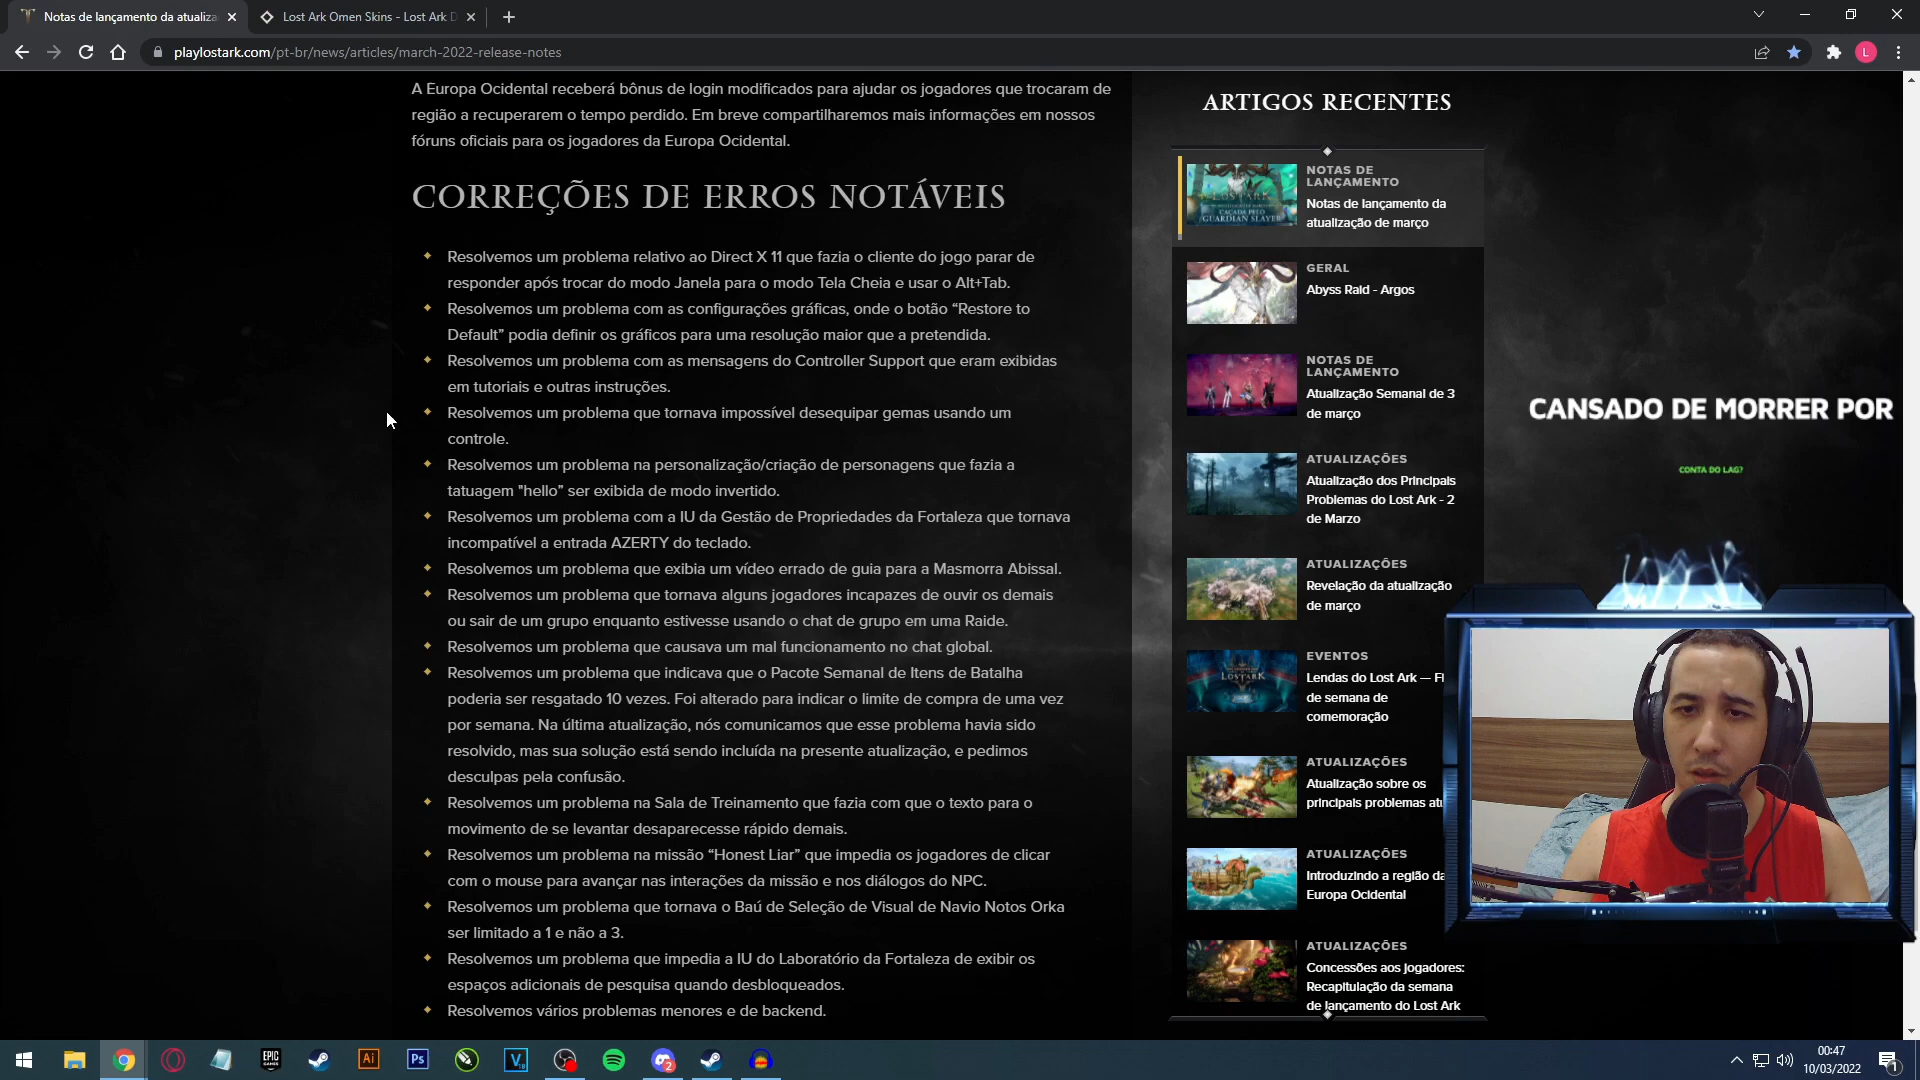 Notas de lançamento da atualiza
Lost Ark Omen Skins - Lost Ark D
playlostark.com/pt-br/news/articles/march-2022-release-notes
L
A Europa Ocidental receberá bônus de login modificados para ajudar os jogadores que trocaram de
região a recuperarem o tempo perdido. Em breve compartilharemos mais informações em nossos
fóruns oficiais para os jogadores da Europa Ocidental.
CORREÇÕES DE ERROS NOTÁVEIS
Resolvemos um problema relativo ao Direct X 11 que fazia o cliente do jogo parar de
responder após trocar do modo Janela para o modo Tela Cheia e usar o Alt+Tab.
Resolvemos um problema com as configurações gráficas, onde o botão “Restore to
Default” podia definir os gráficos para uma resolução maior que a pretendida.
Resolvemos um problema com as mensagens do Controller Support que eram exibidas
em tutoriais e outras instruções.
Resolvemos um problema que tornava impossível desequipar gemas usando um
controle.
Resolvemos um problema na personalização/criação de personagens que fazia a
tatuagem "hello” ser exibida de modo invertido.
Resolvemos um problema com a IU da Gestão de Propriedades da Fortaleza que tornava
incompatível a entrada AZERTY do teclado.
Resolvemos um problema que exibia um vídeo errado de guia para a Masmorra Abissal.
Resolvemos um problema que tornava alguns jogadores incapazes de ouvir os demais
ou sair de um grupo enquanto estivesse usando o chat de grupo em uma Raide.
Resolvemos um problema que causava um mal funcionamento no chat global.
Resolvemos um problema que indicava que o Pacote Semanal de Itens de Batalha
poderia ser resgatado 10 vezes. Foi alterado para indicar o limite de compra de uma vez
por semana. Na última atualização, nós comunicamos que esse problema havia sido
resolvido, mas sua solução está sendo incluída na presente atualização, e pedimos
desculpas pela confusão.
Resolvemos um problema na Sala de Treinamento que fazia com que o texto para o
movimento de se levantar desaparecesse rápido demais.
Resolvemos um problema na missão “Honest Liar” que impedia os jogadores de clicar
com o mouse para avançar nas interações da missão e nos diálogos do NPC.
Resolvemos um problema que tornava o Baú de Seleção de Visual de Navio Notos Orka
ser limitado a 1 e não a 3.
Resolvemos um problema que impedia a IU do Laboratório da Fortaleza de exibir os
espaços adicionais de pesquisa quando desbloqueados.
Resolvemos vários problemas menores e de backend.
ARTIGOS RECENTES
LOST ARK
CAÇADA PELO
GUARDIAN SLAYER
NOTAS DE
LANÇAMENTO
Notas de lançamento da
atualização de março
GERAL
Abyss Raid - Argos
NOTAS DE
LANÇAMENTO
Atualização Semanal de 3
de março
ATUALIZAÇÕES
Atualização dos Principais
Problemas do Lost Ark - 2
de Marzo
ATUALIZAÇÕES
Revelação da atualização
de março
LOST ARK
EVENTOS
Lendas do Lost Ark — FI
de semana de
comemoração
ATUALIZAÇÕES
Atualização sobre os
principais problemas atu
ATUALIZAÇÕES
Introduzindo a região da
Europa Ocidental
ATUALIZAÇÕES
Concessões aos jogadores:
Recapitulação da semana
de lançamento do Lost Ark
CANSADO DE MORRER POR
CONTA DO LAG?
EPIC
GAMES
Ai
Ps
V
18
2
00:47
10/03/2022
1